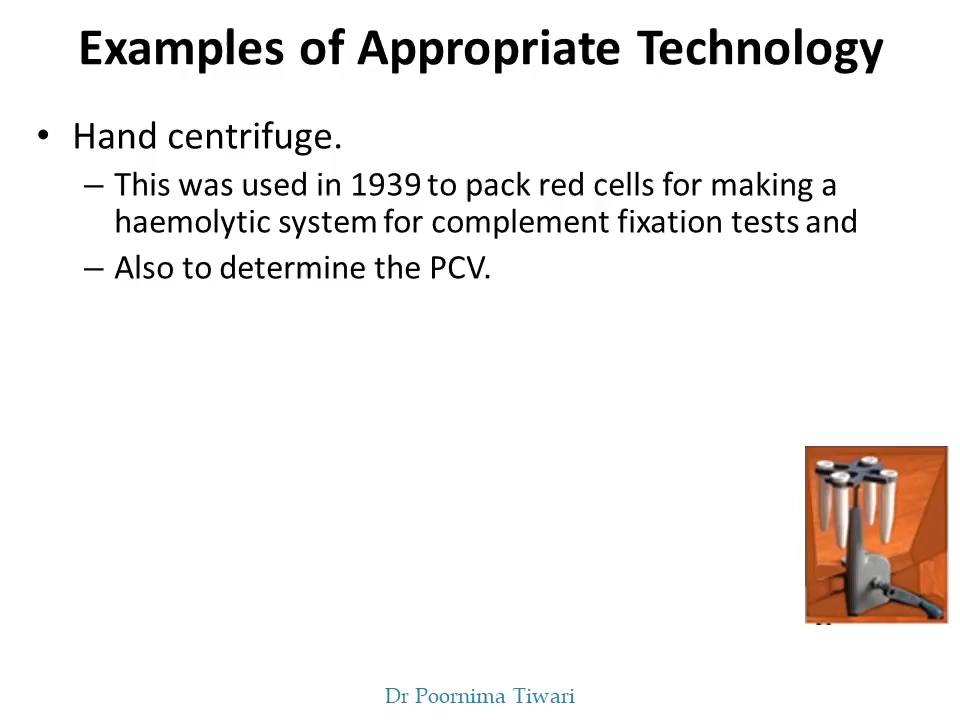 Examples of Appropriate Technology
• Hand centrifuge.
– This was used in 1939 to pack red cells for making a
haemolytic system for complement fixation tests and
– Also to determine the PCV.
Dr Poornima Tiwari